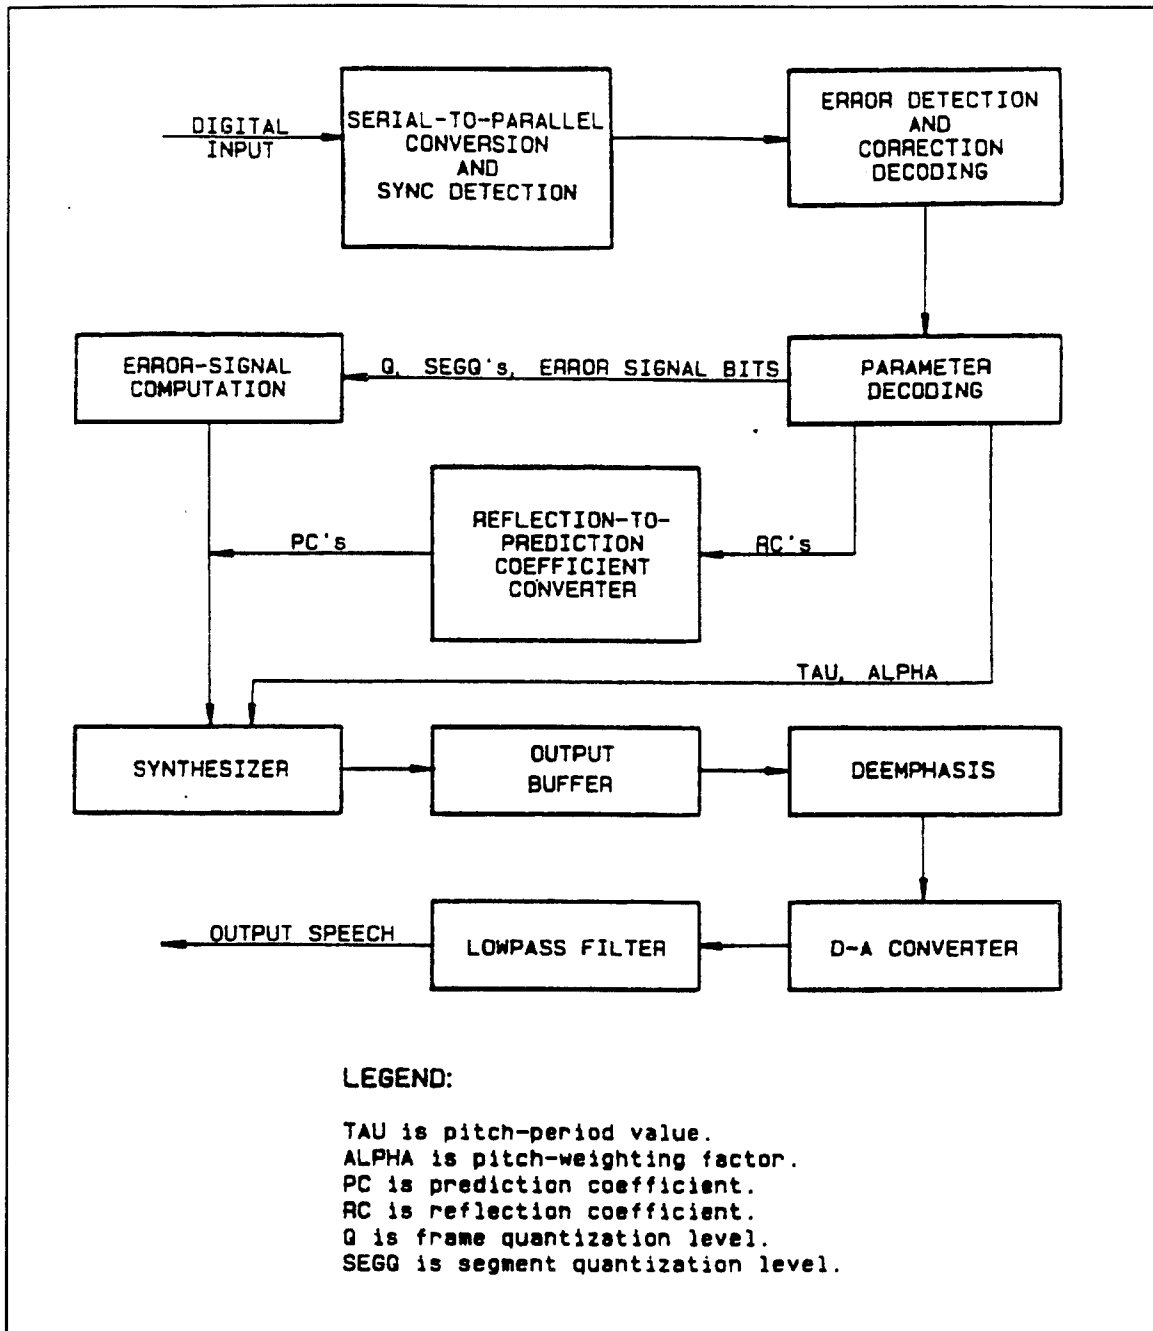 DIGITAL
INPUT
SERIAL-TO-PARALLEL
CONVERSION
AND
SYNC DETECTION
ERROR DETECTION
AND
CORRECTION
DECODING
ERROR-SIGNAL
COMPUTATION
Q, SEGQ's, ERROR SIGNAL BITS
PARAMETER
DECODING
PC's
REFLECTION-TO-
PREDICTION
COEFFICIENT
CONVERTER
RC's
TAU, ALPHA
SYNTHESIZER
OUTPUT
BUFFER
DEEMPHASIS
OUTPUT SPEECH
LOWPASS FILTER
D-A CONVERTER
LEGEND:
TAU is pitch-period value.
ALPHA is pitch-weighting factor.
PC is prediction coefficient.
RC is reflection coefficient.
Q is frame quantization level.
SEGQ is segment quantization level.